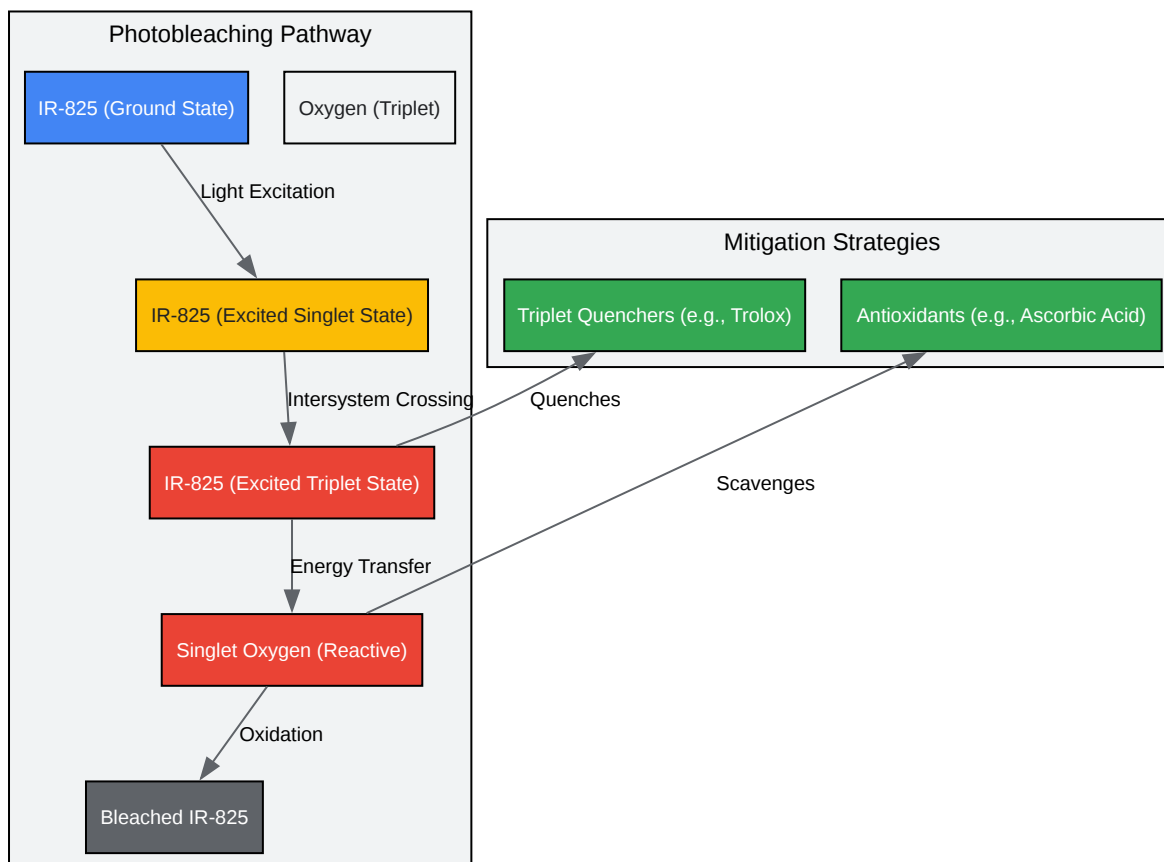 Photobleaching Pathway
IR-825 (Ground State)
Oxygen (Triplet)
Light Excitation
Mitigation Strategies
IR-825 (Excited Singlet State)
Triplet Quenchers (e.g., Trolox)
Antioxidants (e.g., Ascorbic Acid)
Intersystem Crossing
Quenches
IR-825 (Excited Triplet State)
Scavenges
Energy Transfer
Singlet Oxygen (Reactive)
Oxidation
Bleached IR-825